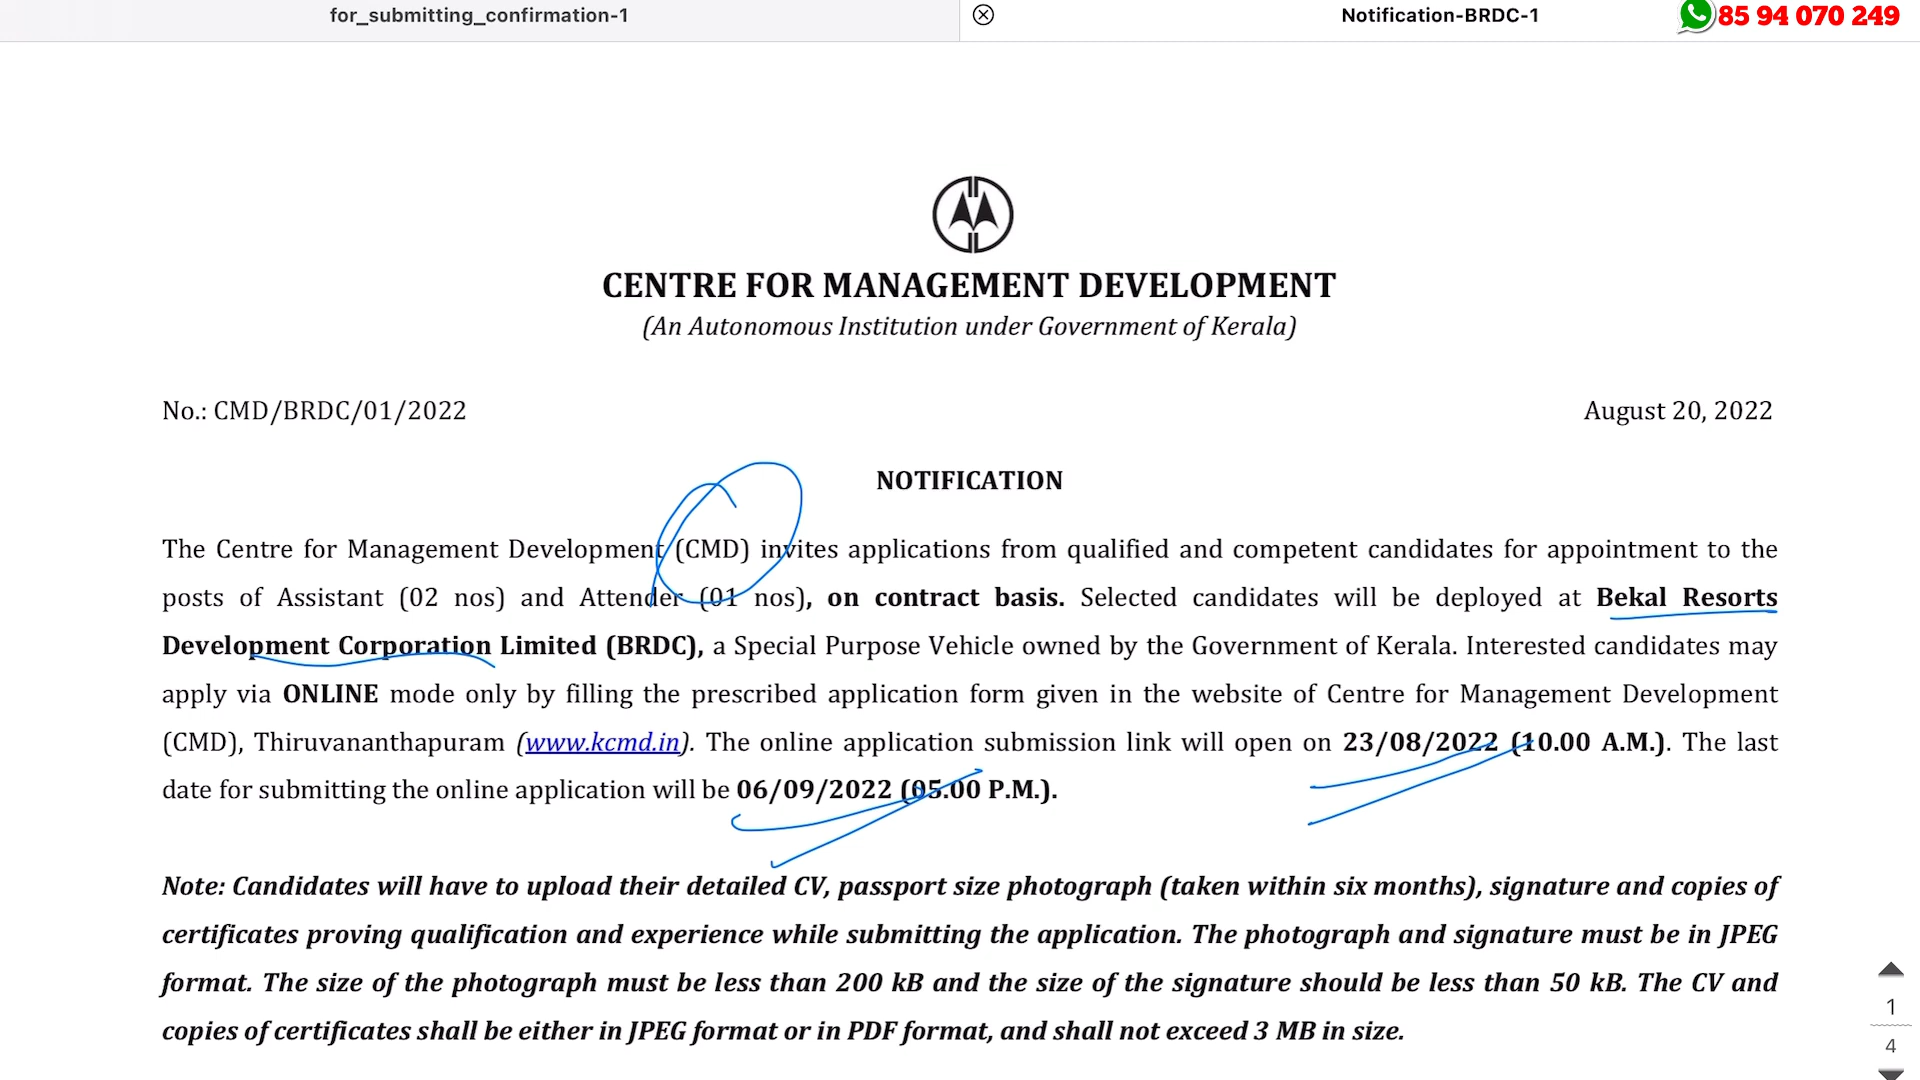 for_submitting_confirmation-1
Notification-BRDC-1
85 94 070 249
CENTRE FOR MANAGEMENT DEVELOPMENT
(An Autonomous Institution under Government of Kerala)
No.: CMD/BRDC/01/2022
August 20, 2022
NOTIFICATION
The Centre for Management Development (CMD) invites applications from qualified and competent candidates for appointment to the
posts of Assistant (02 nos) and Attender (01 nos), on contract basis. Selected candidates will be deployed at Bekal Resorts
Development Corporation Limited (BRDC), a Special Purpose Vehicle owned by the Government of Kerala. Interested candidates may
apply via ONLINE mode only by filling the prescribed application form given in the website of Centre for Management Development
(CMD), Thiruvananthapuram (www.kcmd.in). The online application submission link will open on 23/08/2022 (10.00 A.M.). The last
date for submitting the online application will be 06/09/2022 (05.00 P.M.).
Note: Candidates will have to upload their detailed CV, passport size photograph (taken within six months), signature and copies of
certificates proving qualification and experience while submitting the application. The photograph and signature must be in JPEG
format. The size of the photograph must be less than 200 kB and the size of the signature should be less than 50 kB. The CV and
copies of certificates shall be either in JPEG format or in PDF format, and shall not exceed 3 MB in size.
1
4